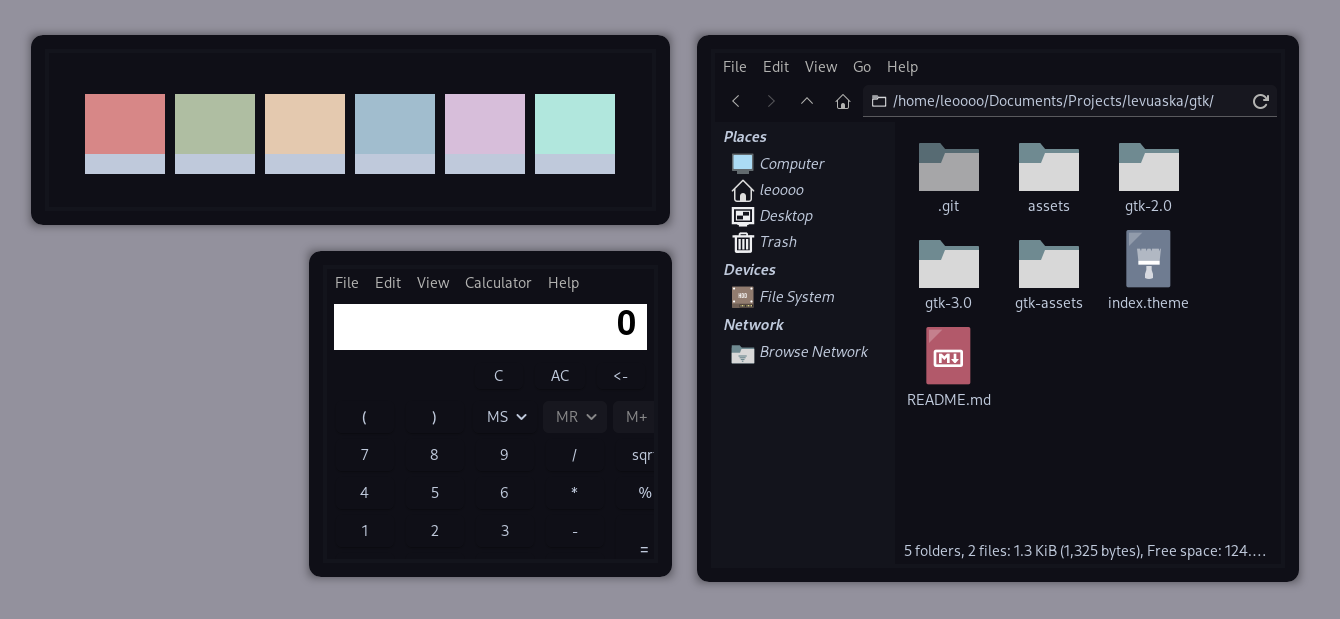 File Edit View Calculator Help
0
C AC <-
( ) MS MR M+
7 8 9 / sqr
4 5 6 * %
1 2 3 -
=
File Edit View Go Help
/home/leoooo/Documents/Projects/levuaska/gtk/
Places
Computer
leoooo
Desktop
Trash
Devices
HDD
File System
Network
Browse Network
.git assets gtk-2.0
gtk-3.0 gtk-assets index.theme
M
README.md
5 folders, 2 files: 1.3 KiB (1,325 bytes), Free space: 124....